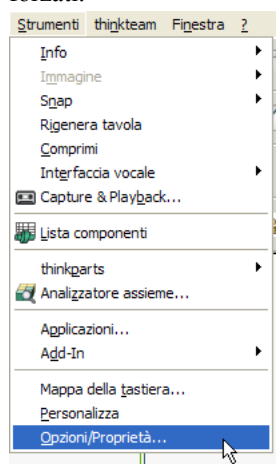 Strumenti thinkteam Finestra ?
Info
Immagine
Snap
Rigenera tavola
Comprimi
Interfaccia vocale
Capture & Playback...
Lista componenti
thinkparts
Analizzatore assieme...
Applicazioni...
Add-In
Mappa della tastiera...
Personalizza
Opzioni/Proprietà...